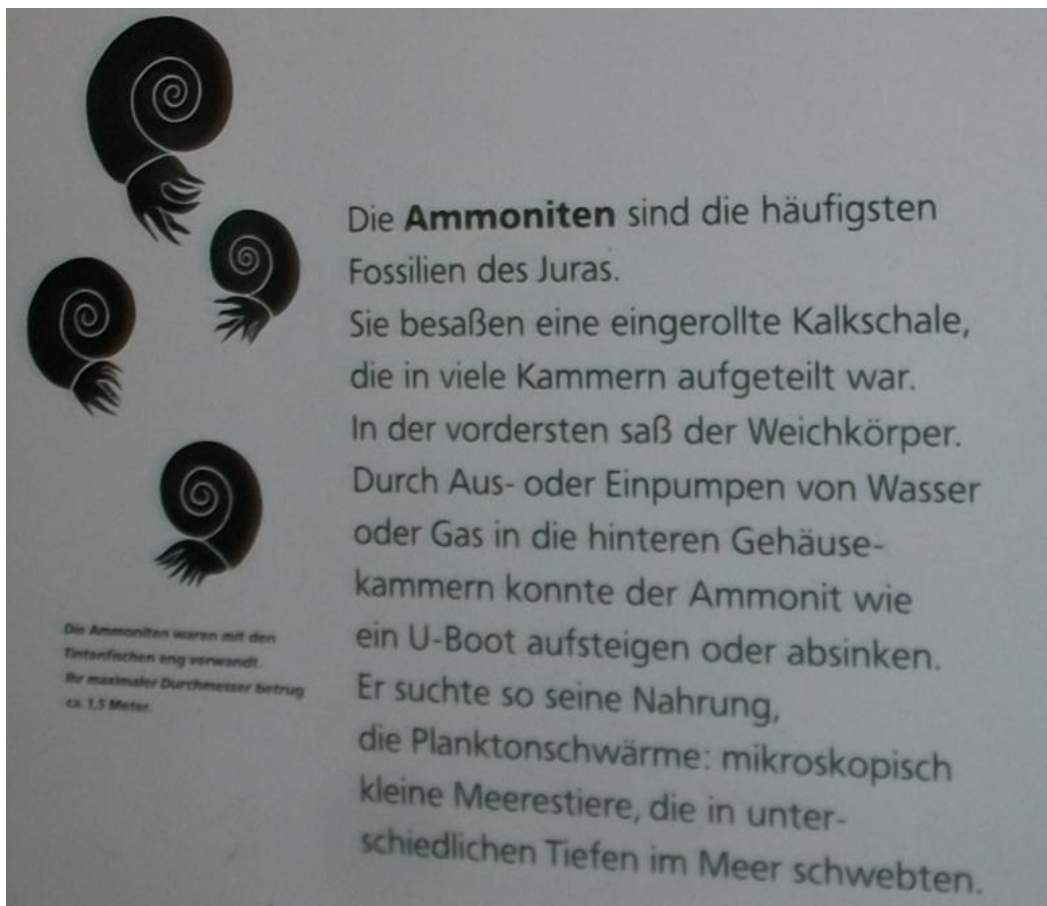 Die Ammoniten sind die häufigsten
Fossilien des Juras.
Sie besaßen eine eingerollte Kalkschale,
die in viele Kammern aufgeteilt war.
In der vordersten saß der Weichkörper.
Durch Aus- oder Einpumpen von Wasser
oder Gas in die hinteren Gehäuse-
kammern konnte der Ammonit wie
ein U-Boot aufsteigen oder absinken.
Er suchte so seine Nahrung,
die Planktonschwärme: mikroskopisch
kleine Meerestiere, die in unter-
schiedlichen Tiefen im Meer schwebten.
Die Ammoniten waren mit den
Tintenfischen eng verwandt.
Ihr maximaler Durchmesser betrug
ca. 1,5 Meter.